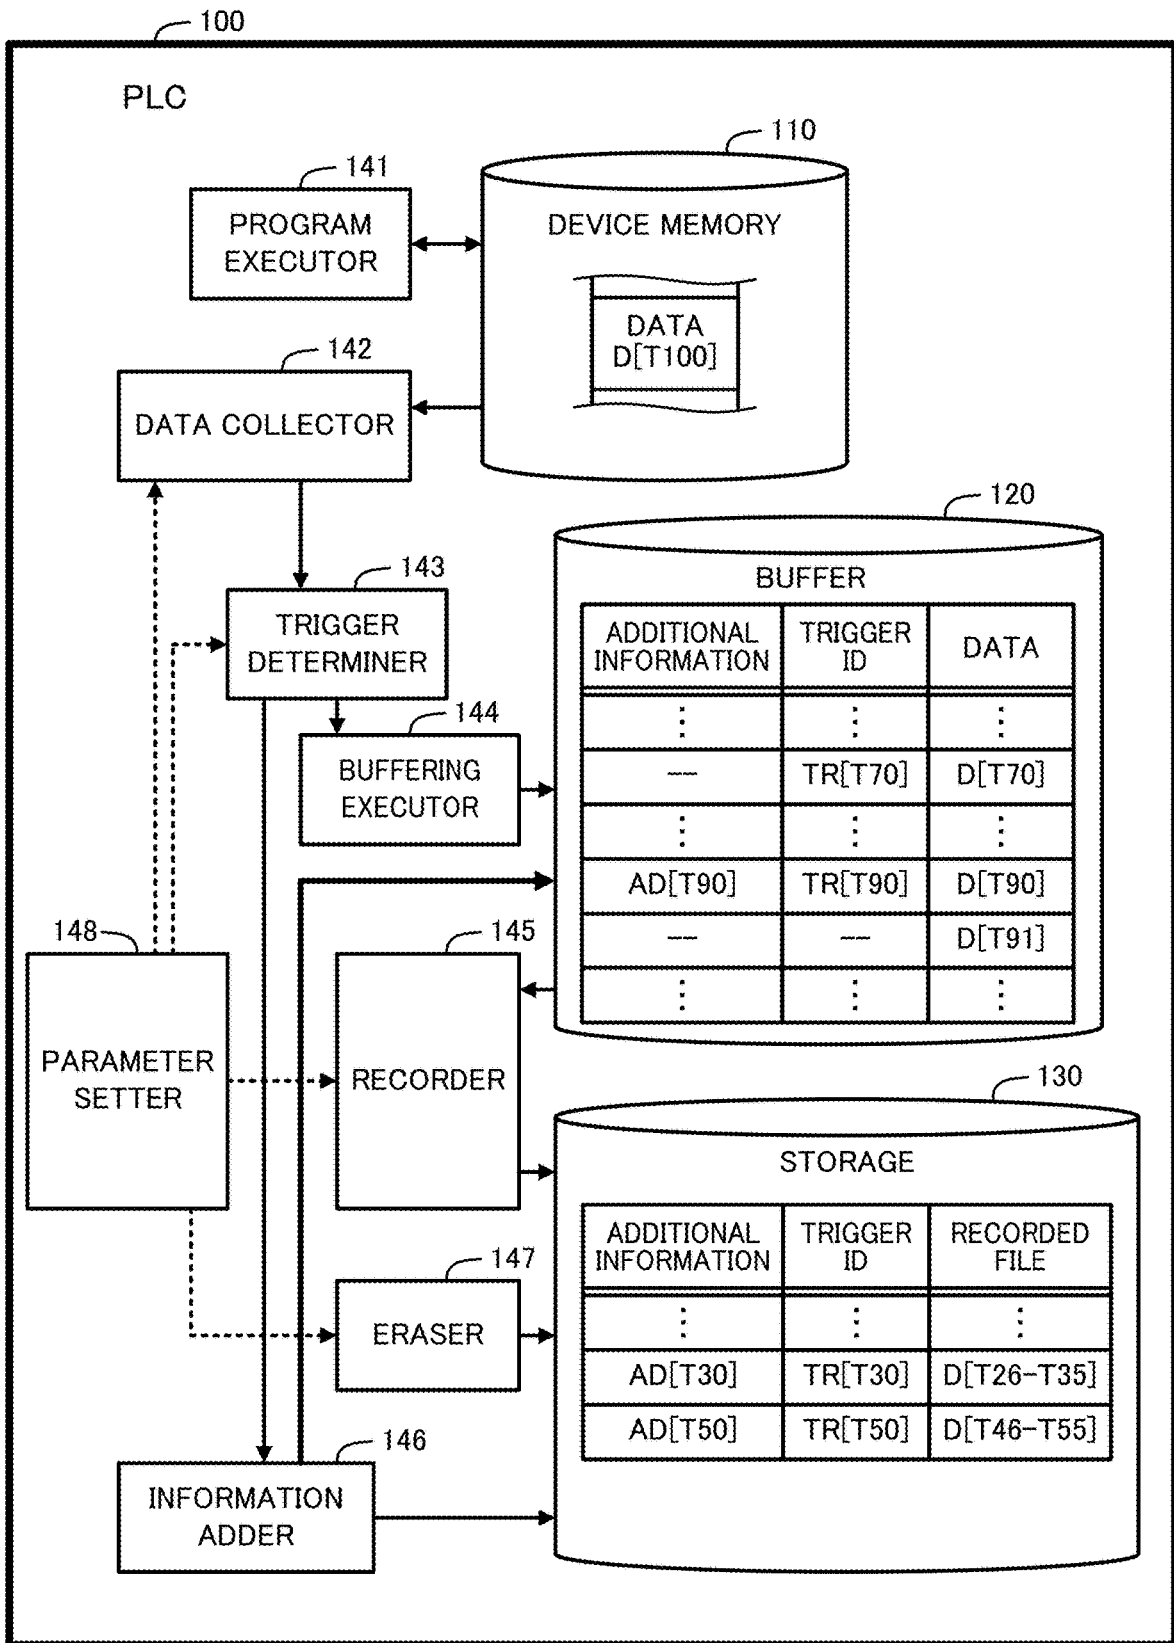 100
PLC
110
141
PROGRAM
EXECUTOR
DEVICE MEMORY
DATA
D[T100]
142
DATA COLLECTOR
120
BUFFER
143
TRIGGER
DETERMINER
ADDITIONAL
INFORMATION
TRIGGER
ID
DATA
⋮ ⋮ ⋮
144
BUFFERING
EXECUTOR
-- TR[T70] D[T70]
⋮ ⋮ ⋮
AD[T90] TR[T90] D[T90]
-- -- D[T91]
⋮ ⋮ ⋮
148
PARAMETER
SETTER
145
RECORDER
130
STORAGE
ADDITIONAL
INFORMATION
TRIGGER
ID
RECORDED
FILE
⋮ ⋮ ⋮
AD[T30] TR[T30] D[T26-T35]
AD[T50] TR[T50] D[T46-T55]
147
ERASER
146
INFORMATION
ADDER